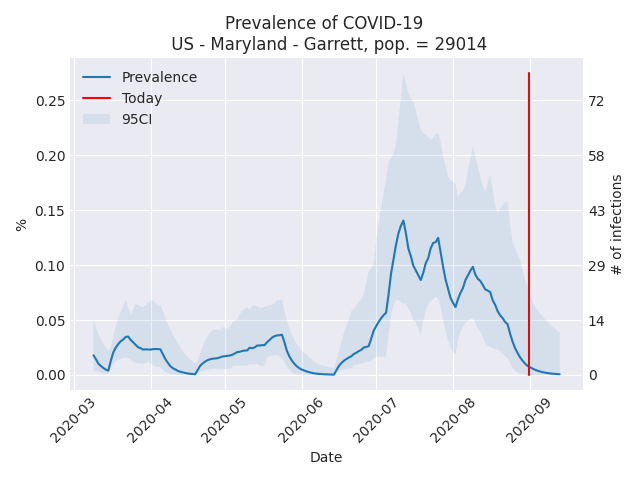 Prevalence of COVID-19
US - Maryland - Garrett, pop. = 29014
Prevalence
Today
95CI
0.25
0.20
0.15
0.10
0.05
0.00
%
72
58
43
29
14
0
# of infections
2020-03
2020-04
2020-05
2020-06
2020-07
2020-08
2020-09
Date